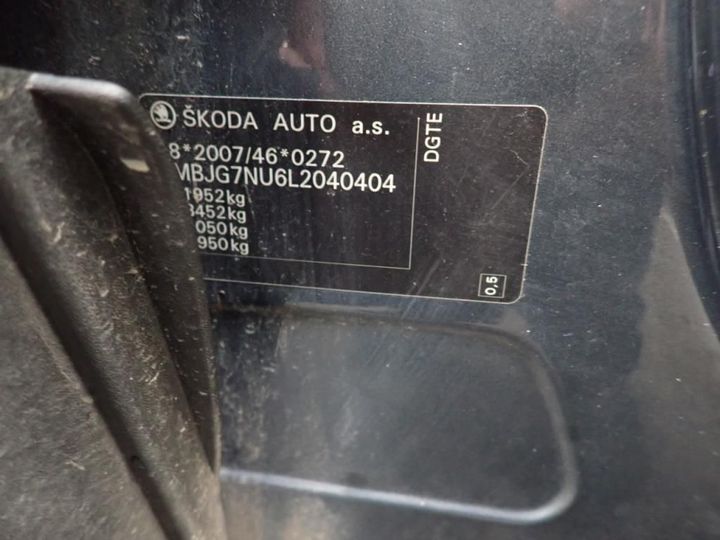 ŠKODA AUTO a.s.
8*2007/46*0272
MBJG7NU6L2040404
1952kg
3452kg
050kg
950kg
DGTE
0.5